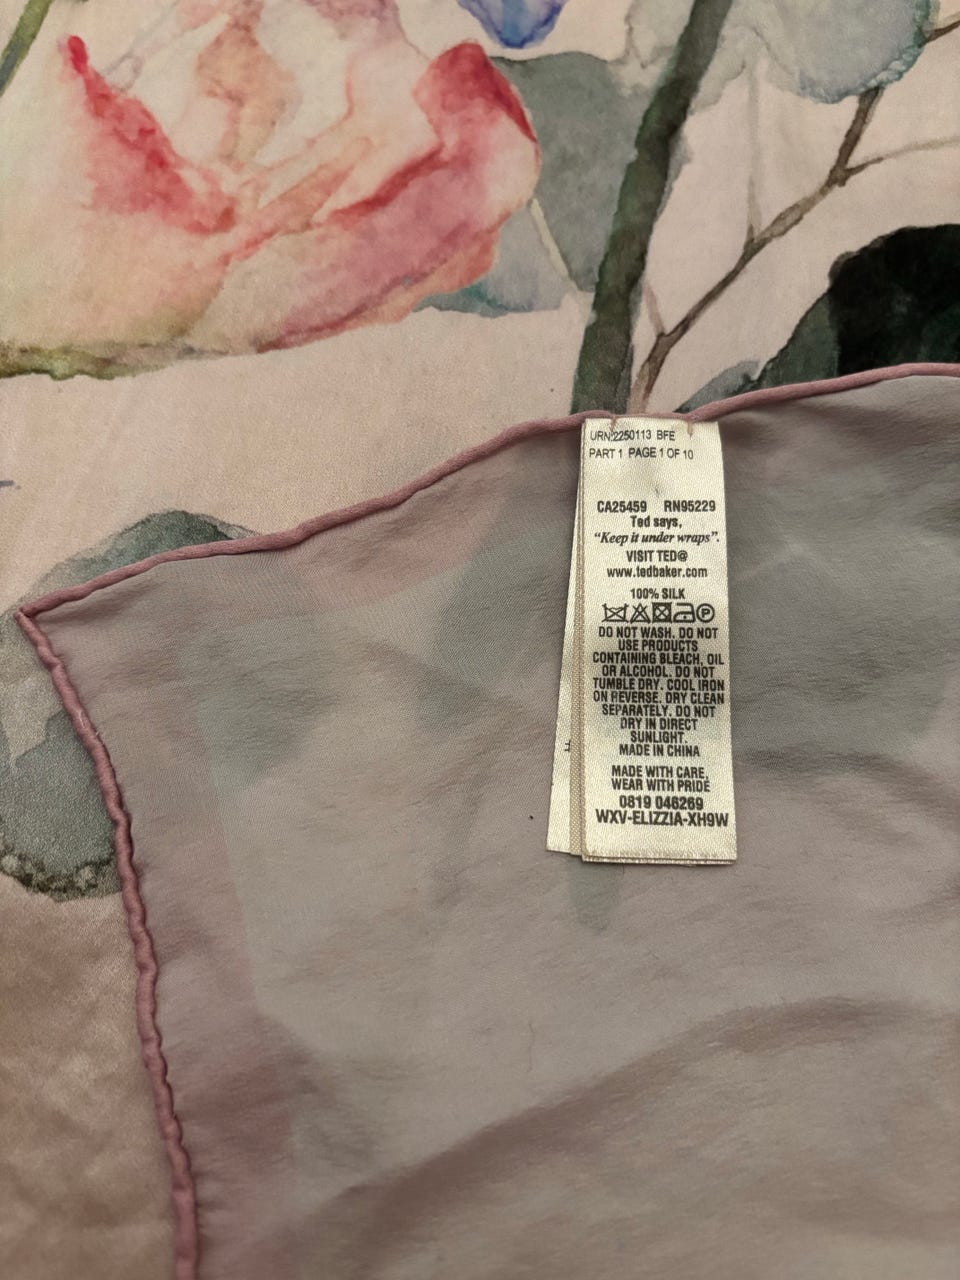 URN:2250113 BFE
PART 1 PAGE 1 OF 10
CA25459 RN95229
Ted says,
"Keep it under wraps".
VISIT TED@
www.tedbaker.com
100% SILK
P
DO NOT WASH. DO NOT
USE PRODUCTS
CONTAINING BLEACH, OIL
OR ALCOHOL. DO NOT
TUMBLE DRY. COOL IRON
ON REVERSE. DRY CLEAN
SEPARATELY. DO NOT
DRY IN DIRECT
SUNLIGHT.
MADE IN CHINA
MADE WITH CARE,
WEAR WITH PRIDE
0819 046269
WXV-ELIZZIA-XH9W